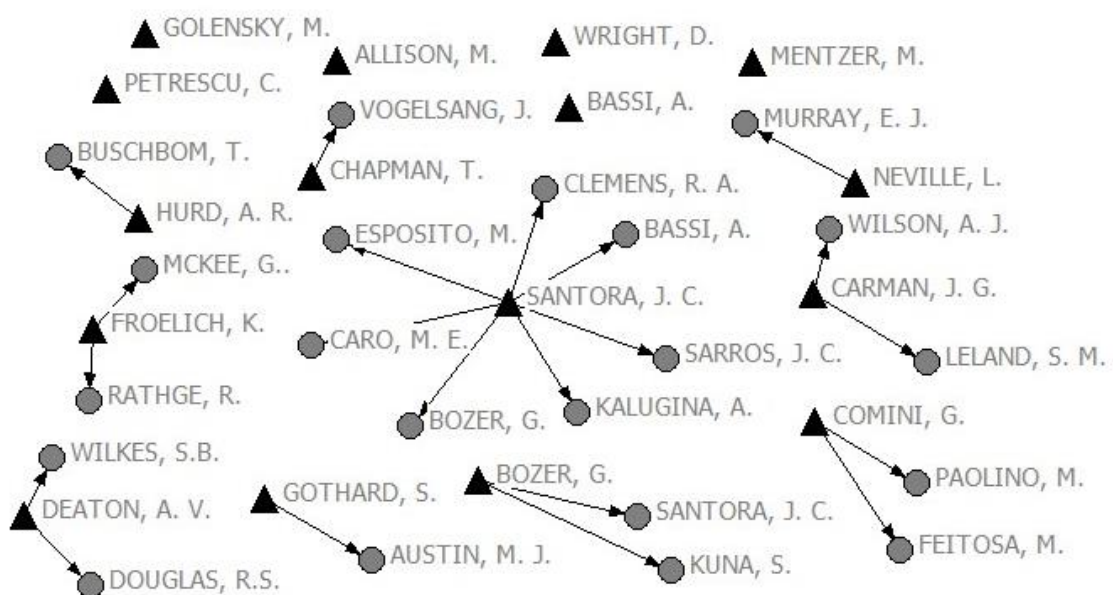 GOLENSKY, M.
WRIGHT, D.
ALLISON, M.
MENTZER, M.
PETRESCU, C.
BASSI, A.
VOGELSANG, J.
MURRAY, E. J.
BUSCHBOM, T.
CHAPMAN, T.
CLEMENS, R. A.
NEVILLE, L.
HURD, A. R.
ESPOSITO, M.
BASSI, A.
WILSON, A. J.
MCKEE, G..
SANTORA, J. C.
CARMAN, J. G.
FROELICH, K.
CARO, M. E.
SARROS, J. C.
LELAND, S. M.
RATHGE, R.
BOZER, G.
KALUGINA, A.
COMINI, G.
WILKES, S.B.
BOZER, G.
PAOLINO, M.
GOTHARD, S.
DEATON, A. V.
SANTORA, J. C.
FEITOSA, M.
AUSTIN, M. J.
KUNA, S.
DOUGLAS, R.S.